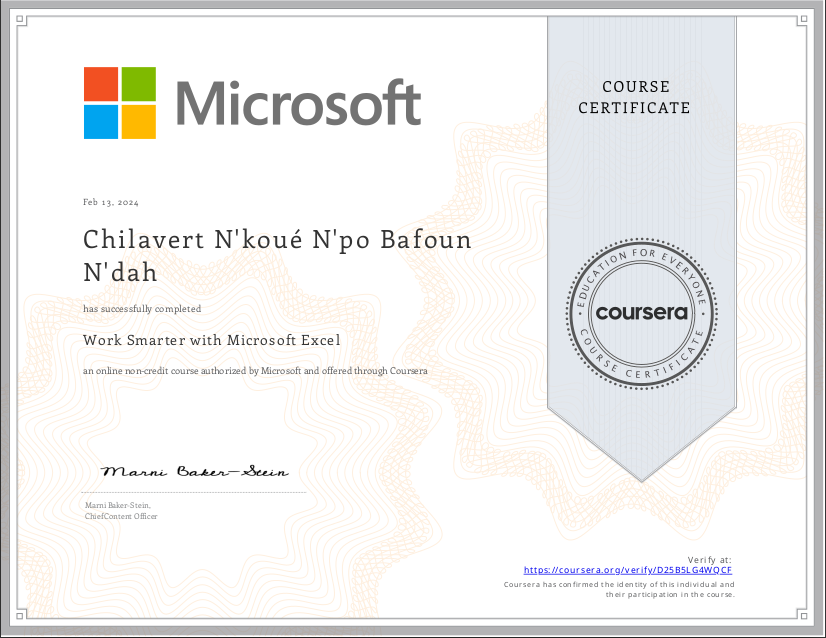 Microsoft
COURSE
CERTIFICATE
Feb 13, 2024
Chilavert N'koué N'po Bafoun
N'dah
has successfully completed
Work Smarter with Microsoft Excel
an online non-credit course authorized by Microsoft and offered through Coursera
EDUCATION FOR EVERYONE
coursera
COURSE CERTIFICATE
Marni Baker-Stein
Marni Baker-Stein,
ChiefContent Officer
Verify at:
https://coursera.org/verify/D25B5LG4WQCF
Coursera has confirmed the identity of this individual and
their participation in the course.